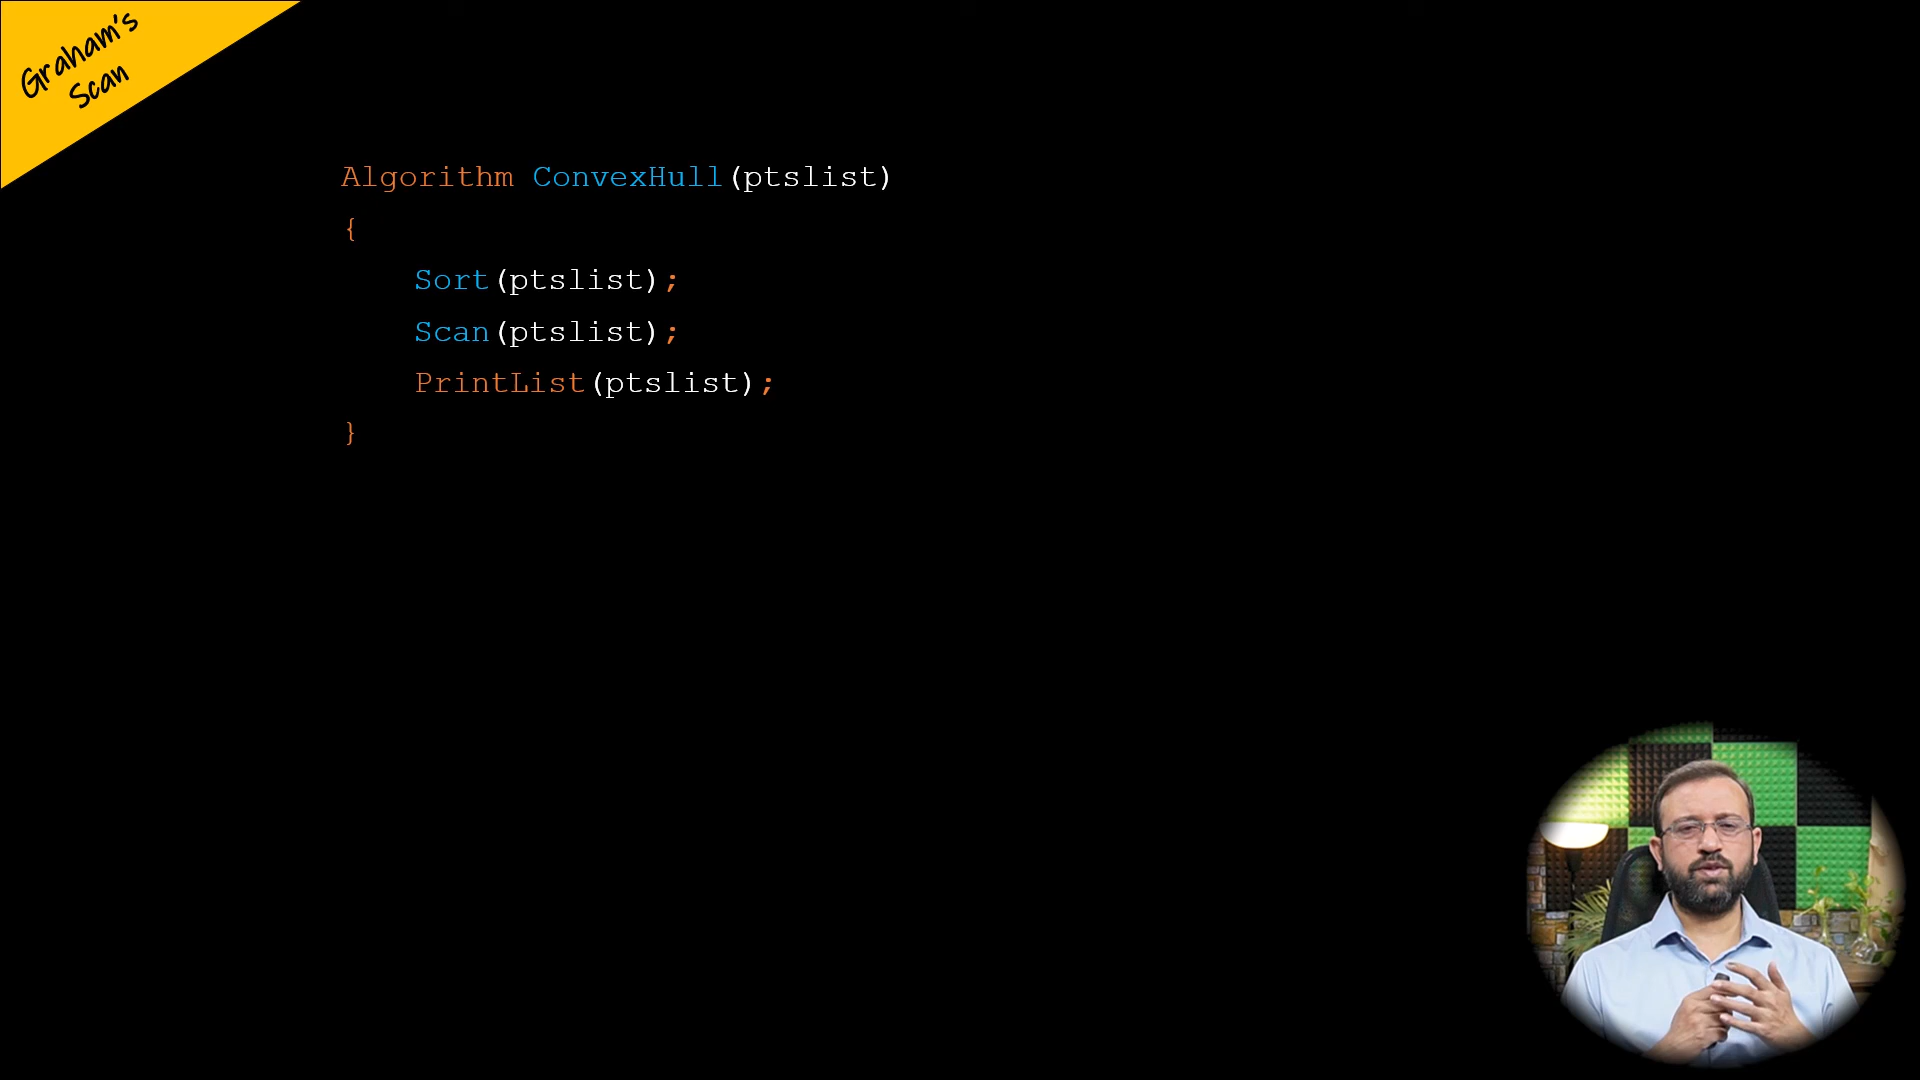 Graham's
Scan
Algorithm ConvexHull(ptslist)
{
Sort(ptslist);
Scan(ptslist);
PrintList(ptslist);
}